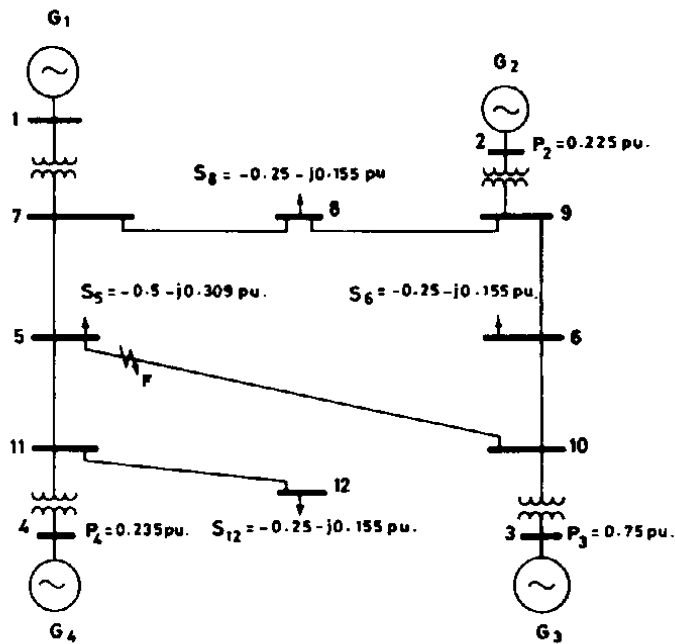 G1
G2
1
2 P2 = 0.225 pu.
S8 = -0.25 - j0.155 pu
7 8 9
S5 = -0.5 - j0.309 pu. S6 = -0.25 - j0.155 pu.
5 6
F
11 10
12
4 P4 = 0.235 pu. S12 = -0.25 - j0.155 pu. 3 P3 = 0.75 pu.
G4 G3